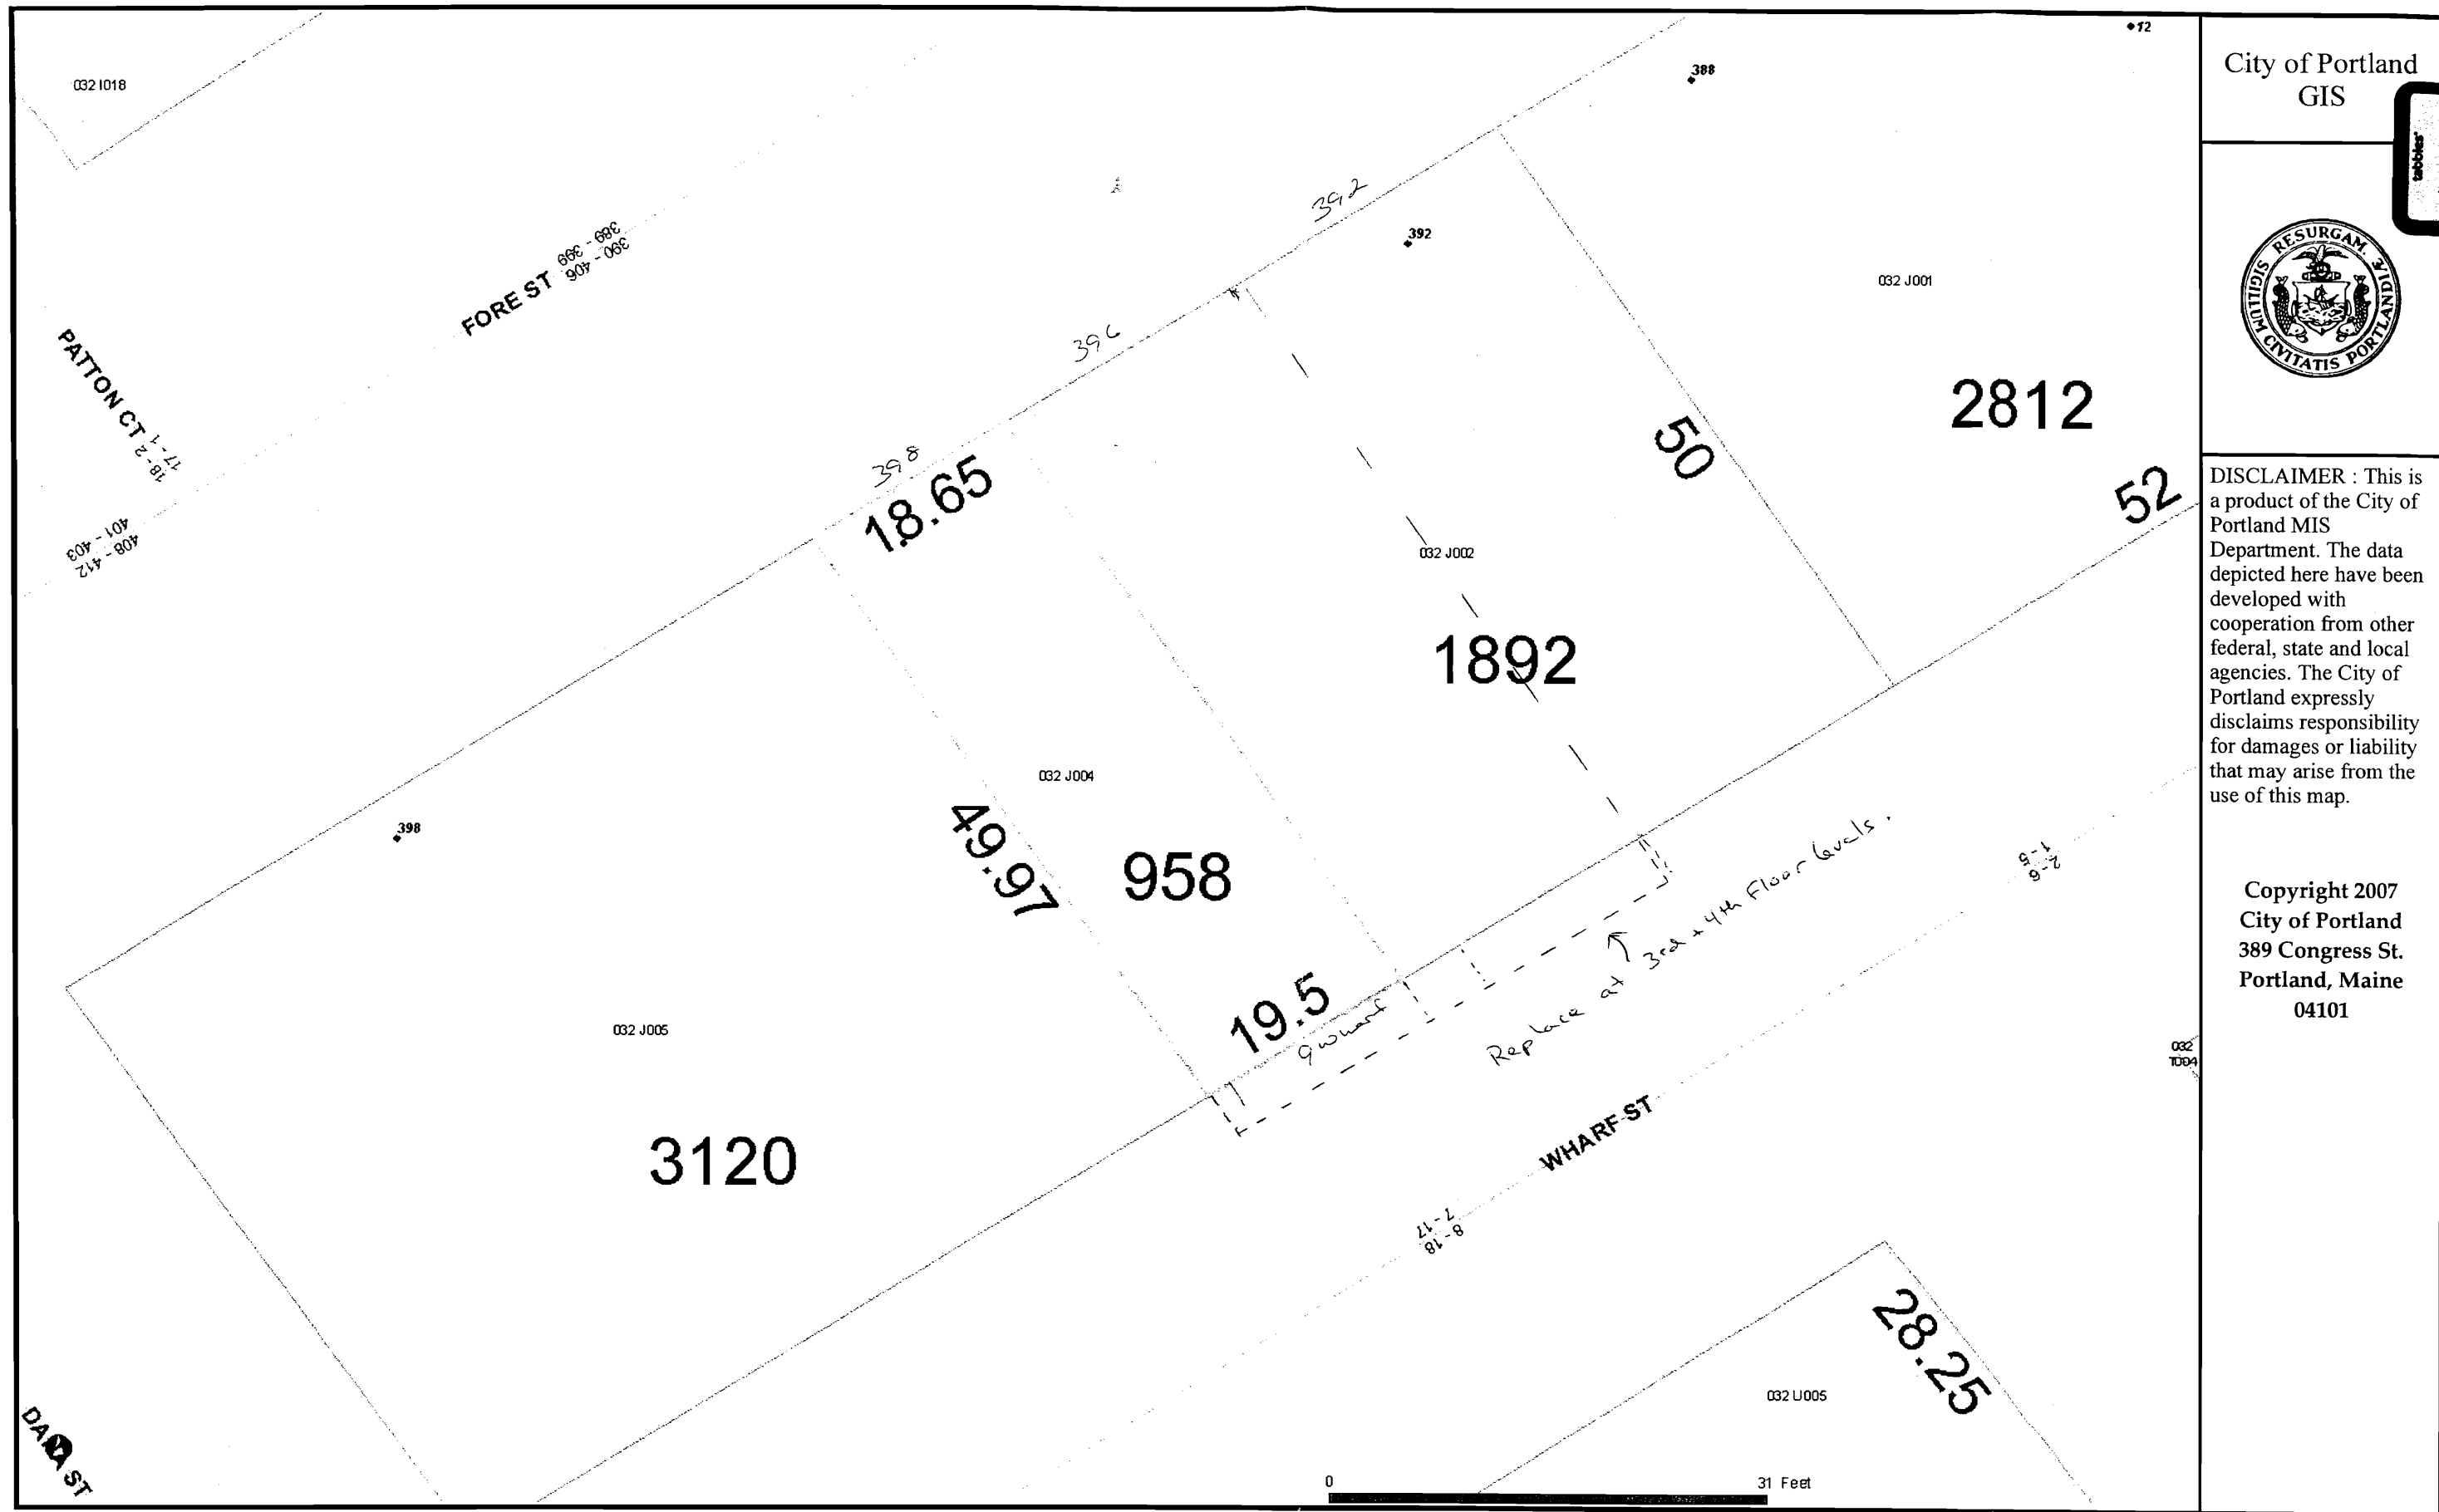 032 I018
12
388
392
392
032 J001
FORE ST
389 - 399
390 - 406
PATTON CT
17 - 1
18 - 2
401 - 403
408 - 412
396
398
18.65
50
2812
52
032 J002
1892
032 J004
49.97
958
398
032 J005
3120
19.5
9 wharf
Replace at 3rd + 4th Floor levels.
1-5
2-6
WHARF ST
7 - 17
8 - 18
032
T004
28.25
032 U005
DANA ST
0
31 Feet
City of Portland
GIS
tabbies®
SIGILLUM CIVITATIS PORTLANDIÆ RESURGAM.
DISCLAIMER : This is
a product of the City of
Portland MIS
Department. The data
depicted here have been
developed with
cooperation from other
federal, state and local
agencies. The City of
Portland expressly
disclaims responsibility
for damages or liability
that may arise from the
use of this map.
Copyright 2007
City of Portland
389 Congress St.
Portland, Maine
04101